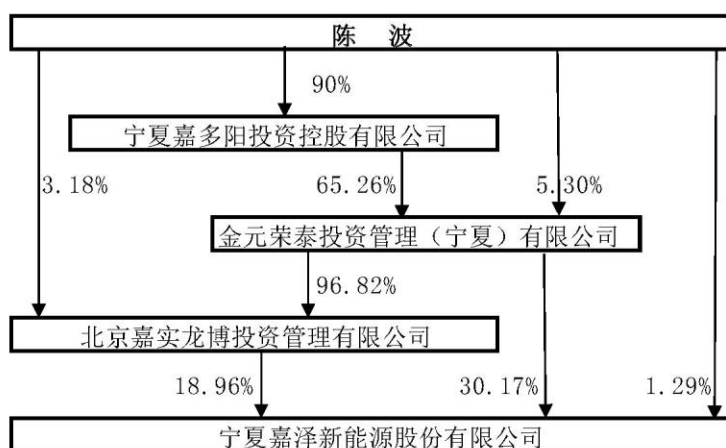 陈 波
90%
宁夏嘉多阳投资控股有限公司
3.18% 65.26% 5.30%
金元荣泰投资管理（宁夏）有限公司
96.82%
北京嘉实龙博投资管理有限公司
18.96% 30.17% 1.29%
宁夏嘉泽新能源股份有限公司